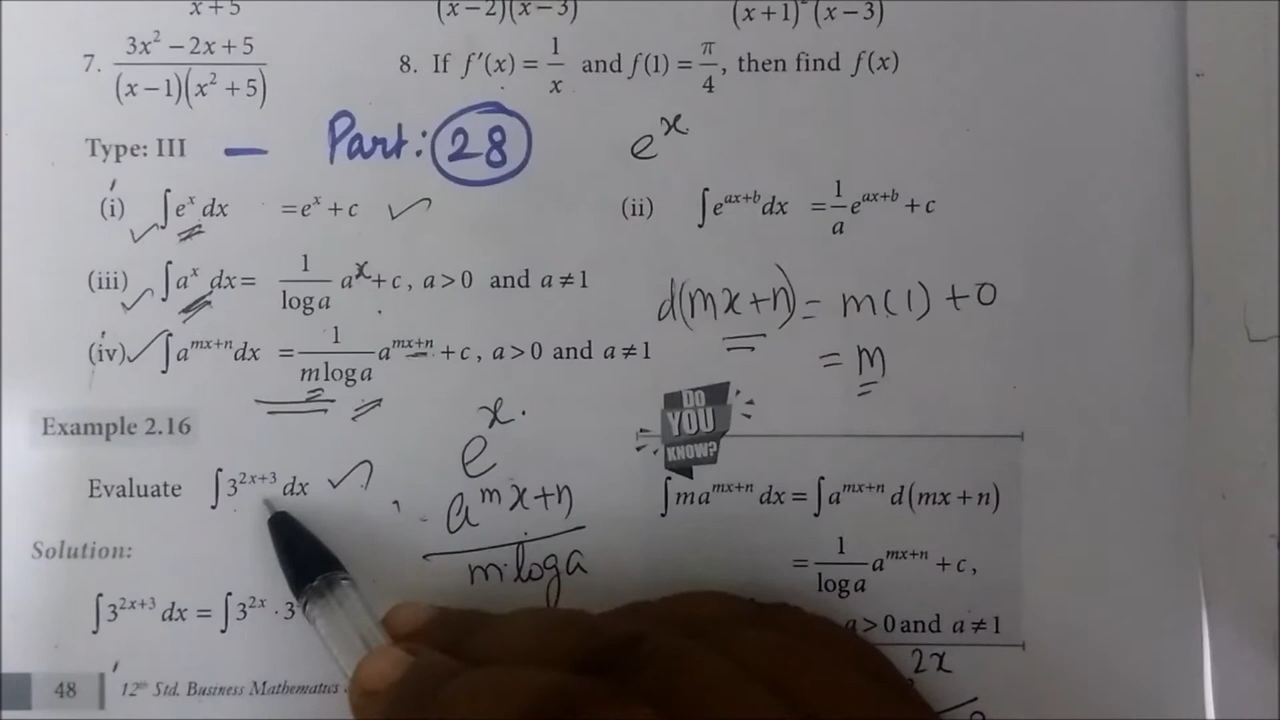 x+5 (x−2)(x−3) (x+1)² (x−3)
7. 3x² − 2x + 5 / (x−1)(x²+5) 8. If f′(x) = 1/x and f(1) = π/4, then find f(x)
Type: III – Part: 28 eˣ
(i) ∫eˣ dx = eˣ + c (ii) ∫e^{ax+b} dx = 1/a e^{ax+b} + c
(iii) ∫aˣ dx = 1/log a aˣ + c, a > 0 and a ≠ 1
d(mx+n) = m(1) + 0
(iv) ∫a^{mx+n} dx = 1/m log a a^{mx+n} + c, a > 0 and a ≠ 1
= m
DO YOU KNOW?
Example 2.16
eˣ
Evaluate ∫3^{2x+3} dx
a^{mx+n} / m·log a
∫m a^{mx+n} dx = ∫a^{mx+n} d(mx+n)
= 1/log a a^{mx+n} + c,
a > 0 and a ≠ 1
Solution:
∫3^{2x+3} dx = ∫3^{2x} · 3
2x
48 12th Std. Business Mathematics